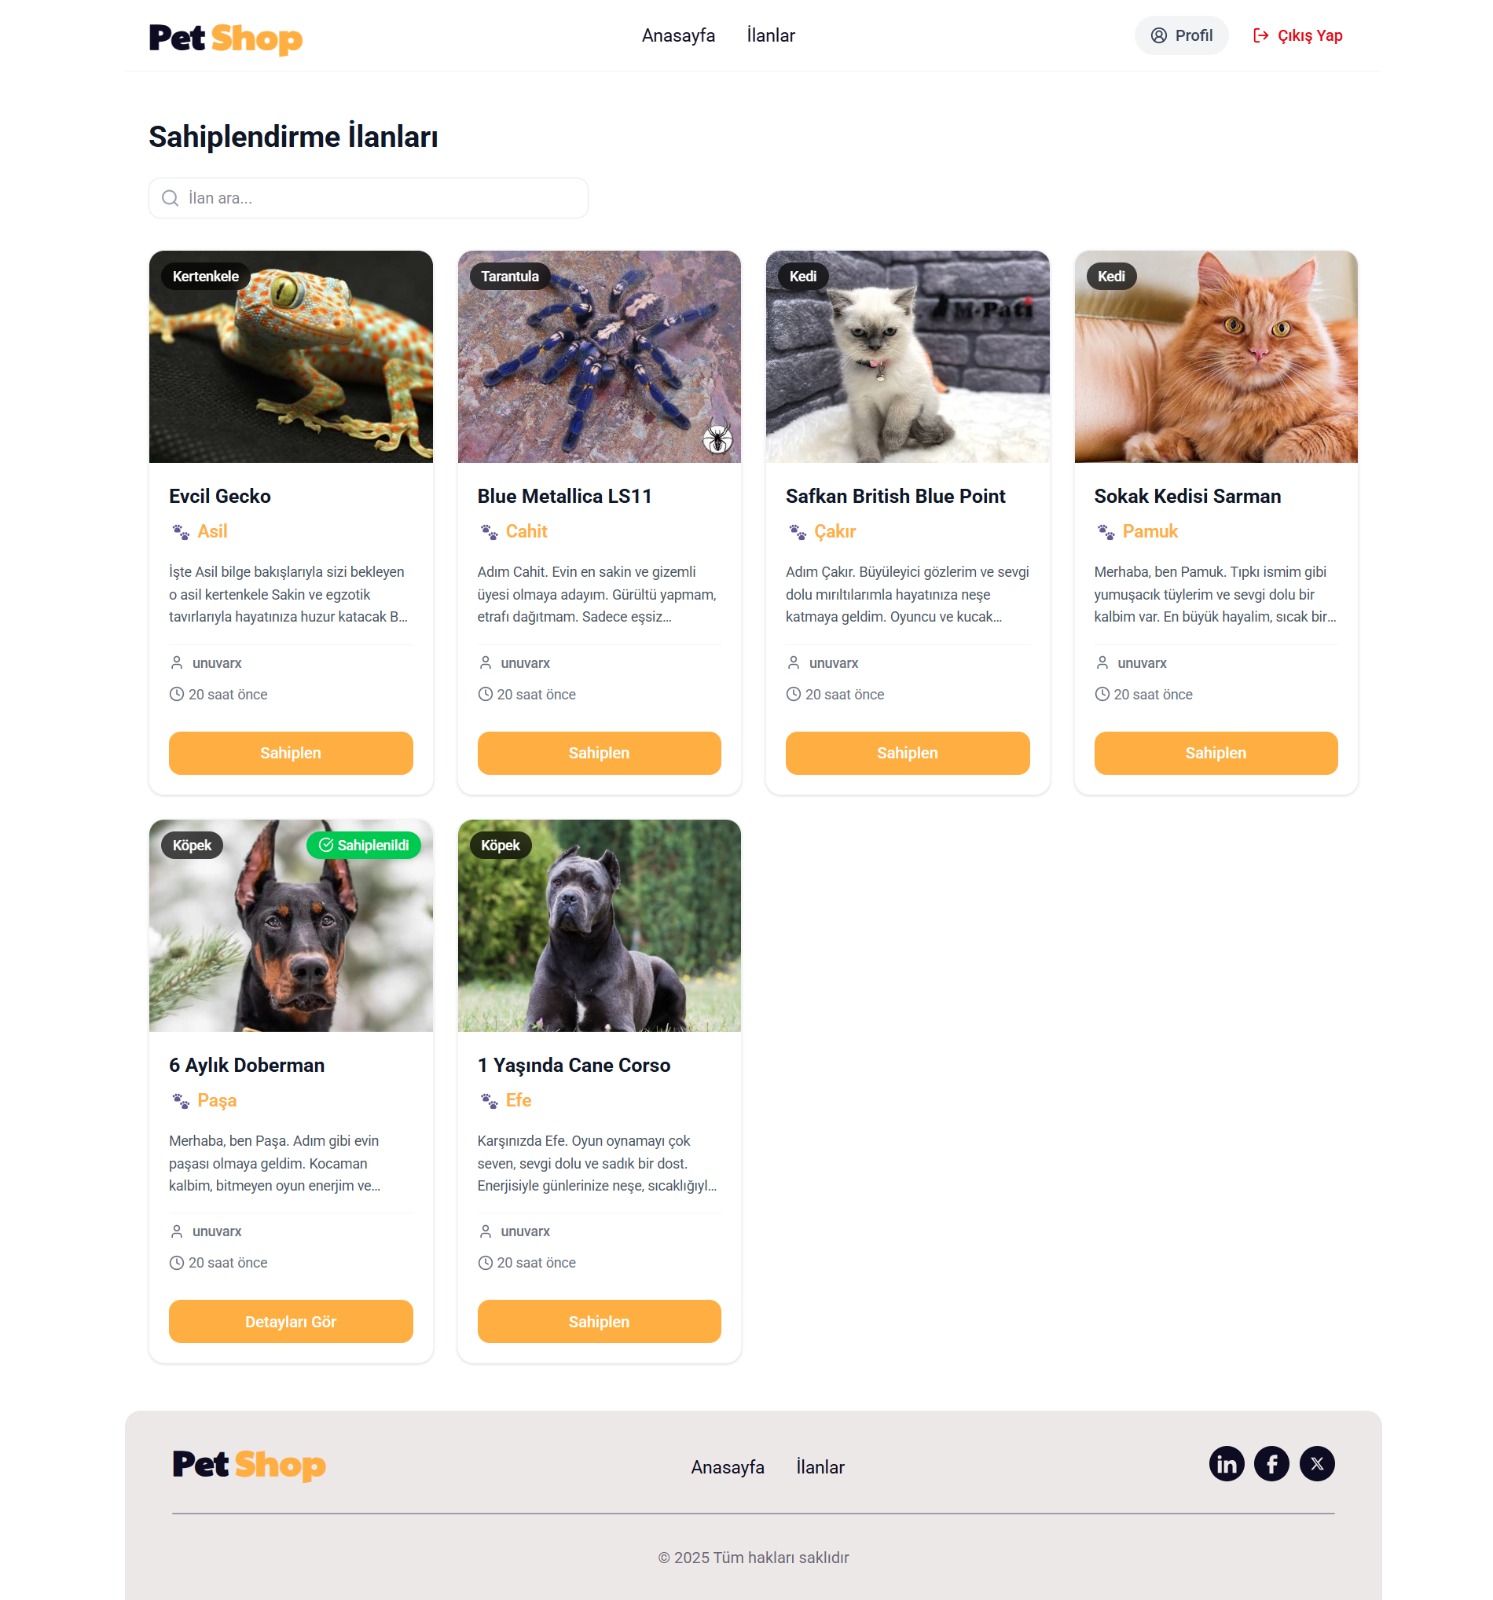 Pet Shop
Anasayfa
İlanlar
Profil
Çıkış Yap
Sahiplendirme İlanları
İlan ara...
Kertenkele
Evcil Gecko
Asil
İşte Asil bilge bakışlarıyla sizi bekleyen
o asil kertenkele Sakin ve egzotik
tavırlarıyla hayatınıza huzur katacak B...
unuvarx
20 saat önce
Sahiplen
Tarantula
Blue Metallica LS11
Cahit
Adım Cahit. Evin en sakin ve gizemli
üyesi olmaya adayım. Gürültü yapmam,
etrafı dağıtmam. Sadece eşsiz...
unuvarx
20 saat önce
Sahiplen
Kedi
M-Pati
Safkan British Blue Point
Çakır
Adım Çakır. Büyüleyici gözlerim ve sevgi
dolu mırıltılarımla hayatınıza neşe
katmaya geldim. Oyuncu ve kucak...
unuvarx
20 saat önce
Sahiplen
Kedi
Sokak Kedisi Sarman
Pamuk
Merhaba, ben Pamuk. Tıpkı ismim gibi
yumuşacık tüylerim ve sevgi dolu bir
kalbim var. En büyük hayalim, sıcak bir...
unuvarx
20 saat önce
Sahiplen
Köpek
Sahiplenildi
6 Aylık Doberman
Paşa
Merhaba, ben Paşa. Adım gibi evin
paşası olmaya geldim. Kocaman
kalbim, bitmeyen oyun enerjim ve...
unuvarx
20 saat önce
Detayları Gör
Köpek
1 Yaşında Cane Corso
Efe
Karşınızda Efe. Oyun oynamayı çok
seven, sevgi dolu ve sadık bir dost.
Enerjisiyle günlerinize neşe, sıcaklığıyl...
unuvarx
20 saat önce
Sahiplen
Pet Shop
Anasayfa
İlanlar
in
f
X
© 2025 Tüm hakları saklıdır